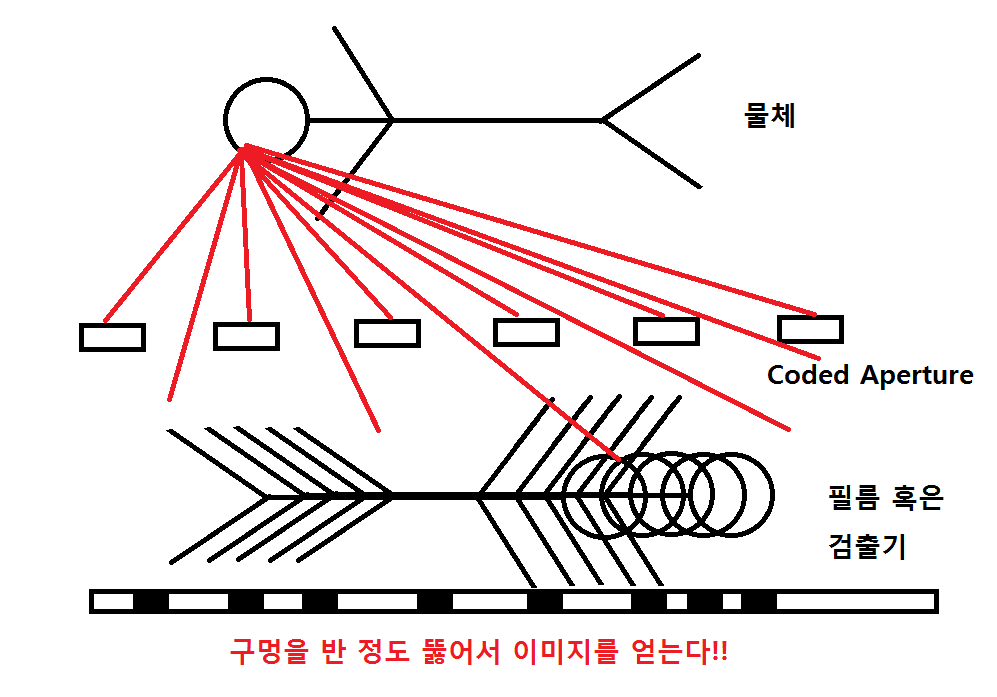 물체
Coded Aperture
필름 혹은
검출기
구멍을 반 정도 뚫어서 이미지를 얻는다!!